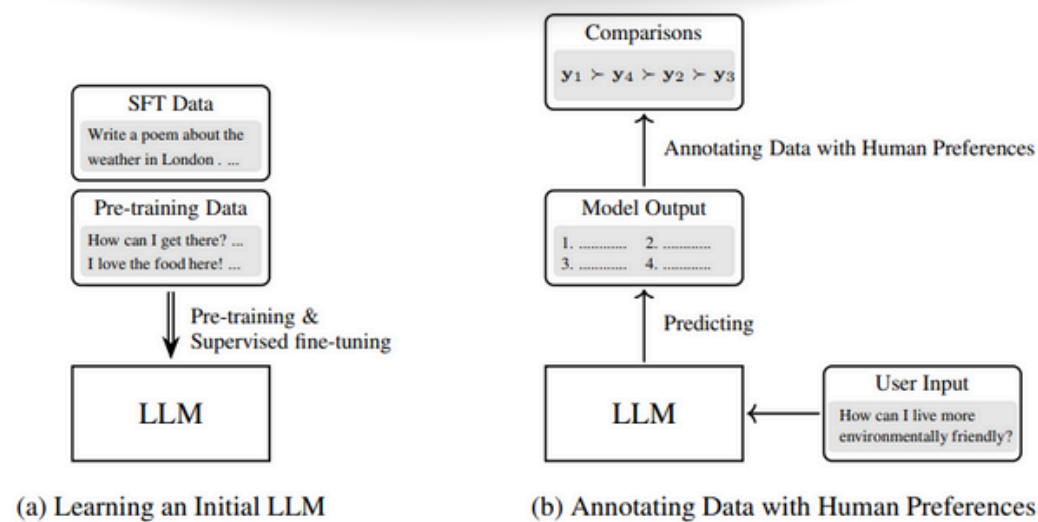 SFT Data
Write a poem about the
weather in London . ...
Pre-training Data
How can I get there? ...
I love the food here! ...
Pre-training &
Supervised fine-tuning
LLM
(a) Learning an Initial LLM
Comparisons
y₁ ≻ y₄ ≻ y₂ ≻ y₃
Annotating Data with Human Preferences
Model Output
1. ............ 2. ............
3. ............ 4. ............
Predicting
LLM
User Input
How can I live more
environmentally friendly?
(b) Annotating Data with Human Preferences